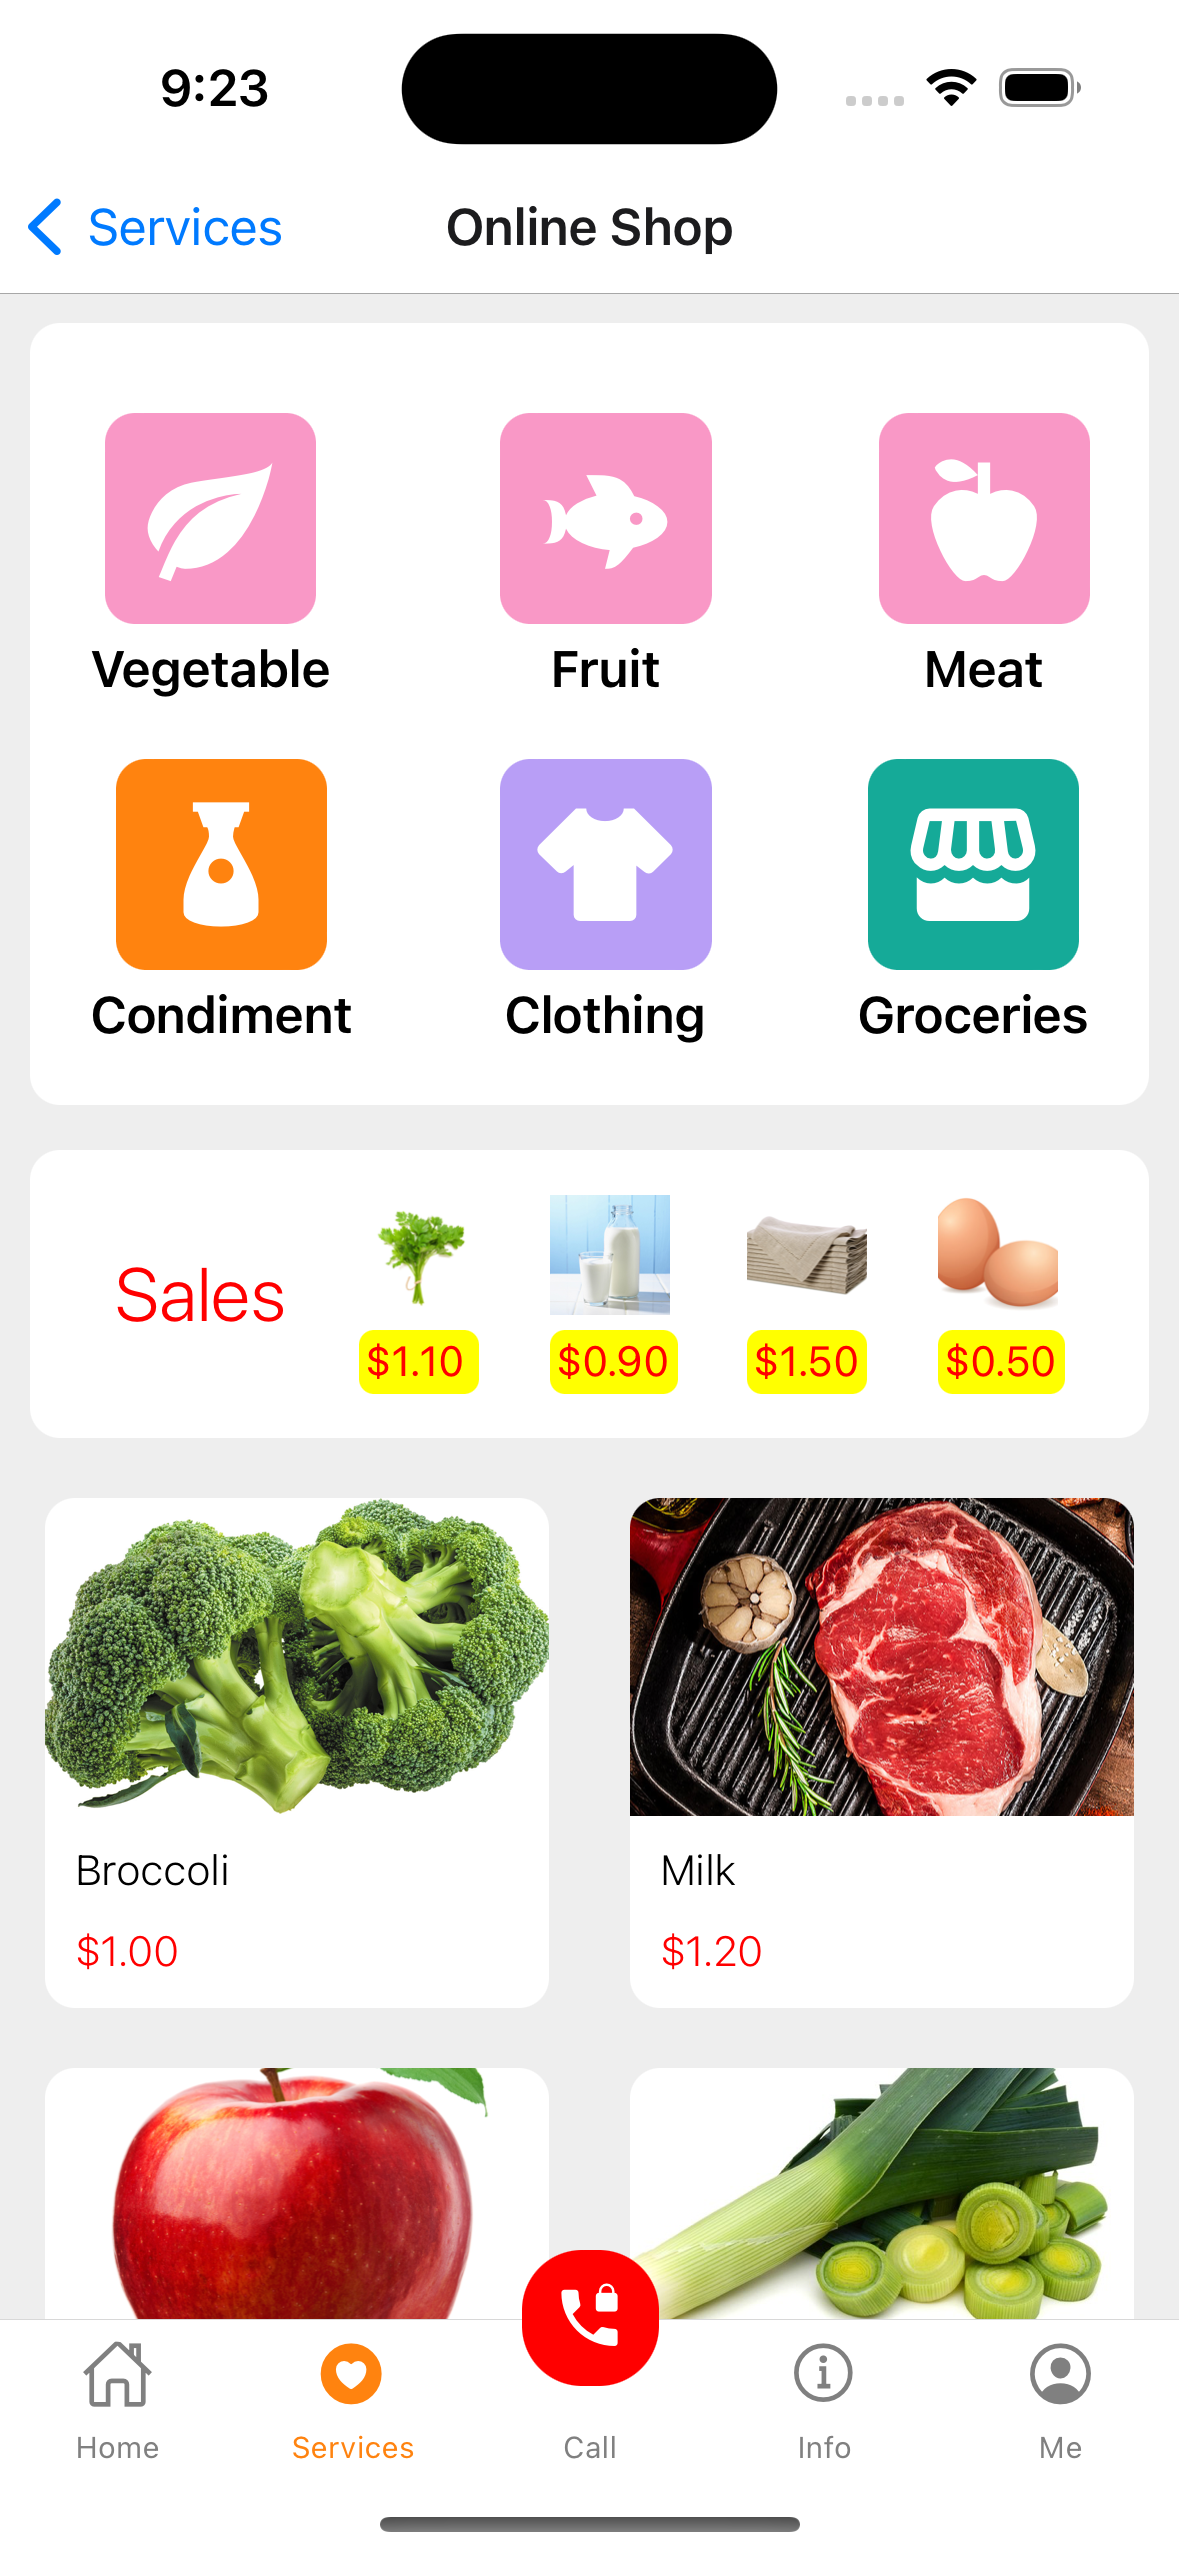 9:23
Services
Online Shop
Vegetable
Fruit
Meat
Condiment
Clothing
Groceries
Sales
$1.10
$0.90
$1.50
$0.50
Broccoli
Milk
$1.00
$1.20
Home
Services
Call
Info
Me